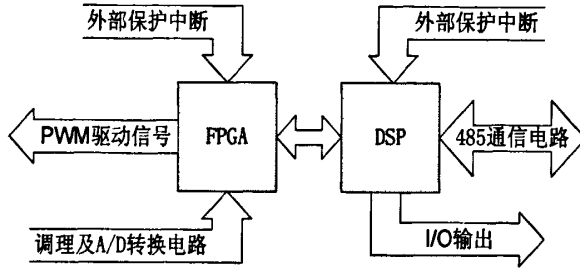 外部保护中断
外部保护中断
PWM驱动信号
FPGA
DSP
485通信电路
调理及A/D转换电路
I/O输出